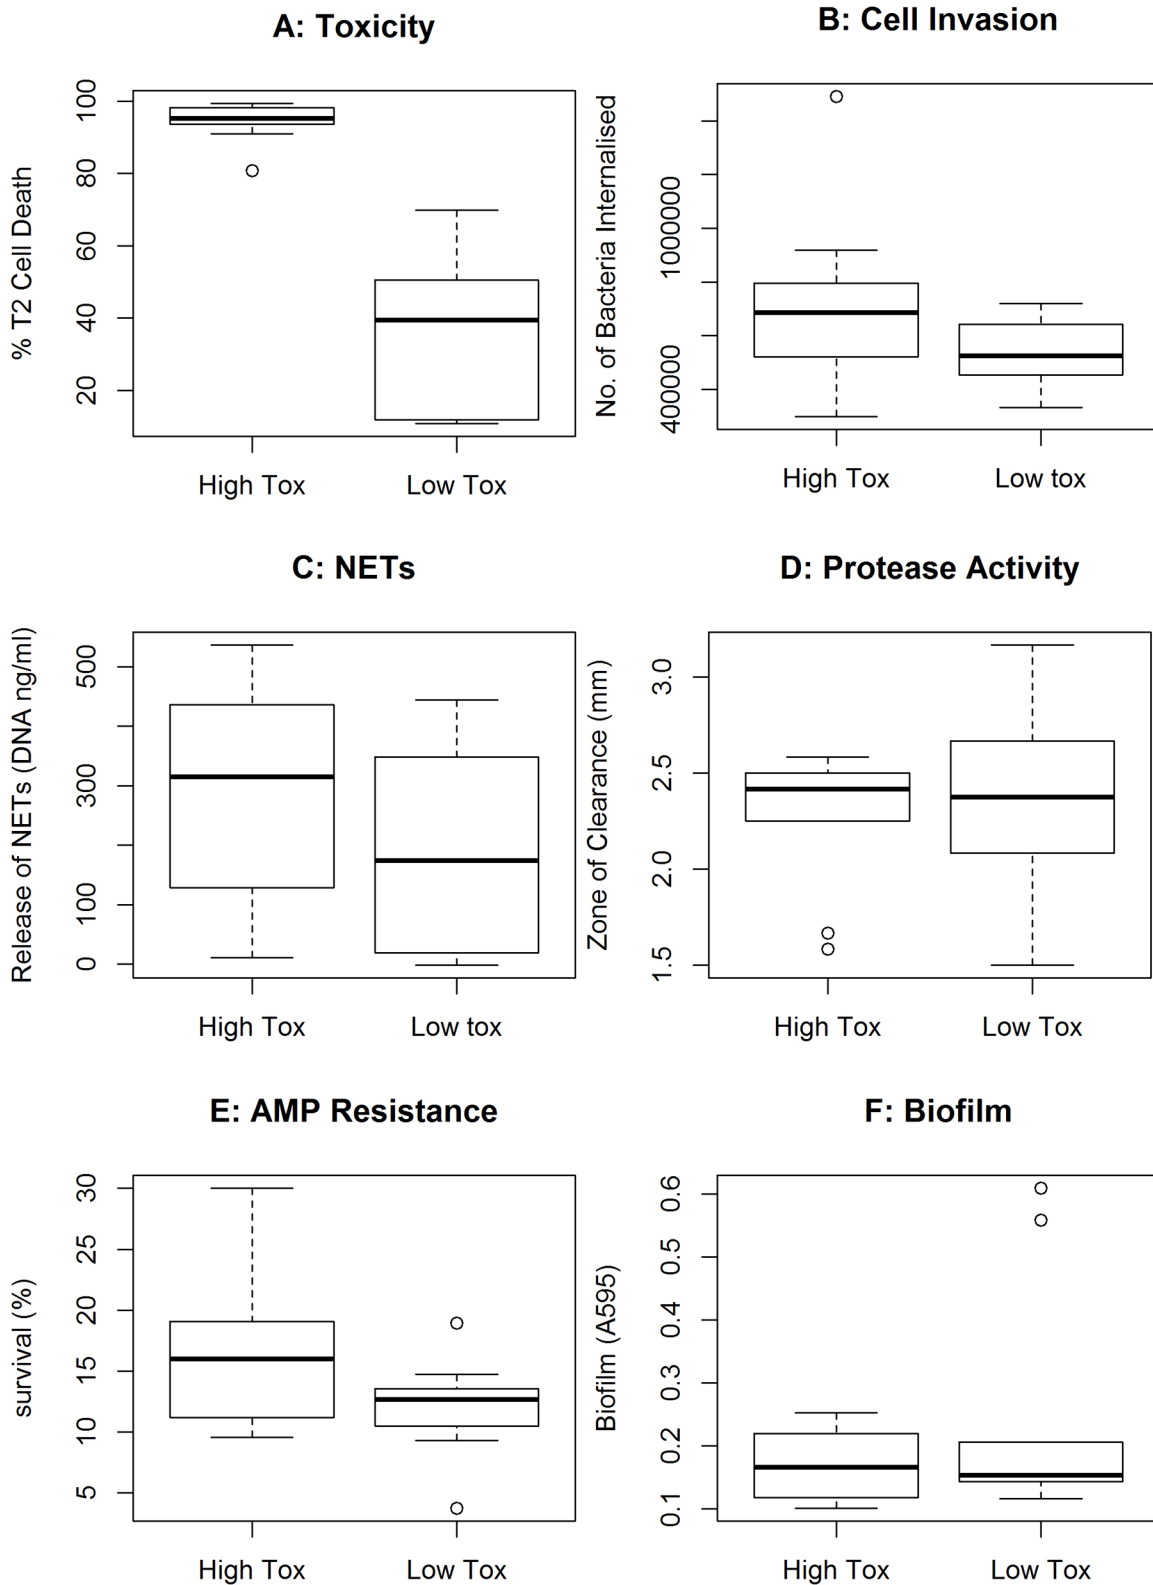 A: Toxicity
% T2 Cell Death
100
80
60
40
20
High Tox
Low Tox
B: Cell Invasion
No. of Bacteria Internalised
1000000
400000
High Tox
Low tox
C: NETs
Release of NETs (DNA ng/ml)
500
300
100
0
High Tox
Low tox
D: Protease Activity
Zone of Clearance (mm)
3.0
2.5
2.0
1.5
High Tox
Low Tox
E: AMP Resistance
survival (%)
30
25
20
15
10
5
High Tox
Low Tox
F: Biofilm
Biofilm (A595)
0.6
0.5
0.4
0.3
0.2
0.1
High Tox
Low Tox